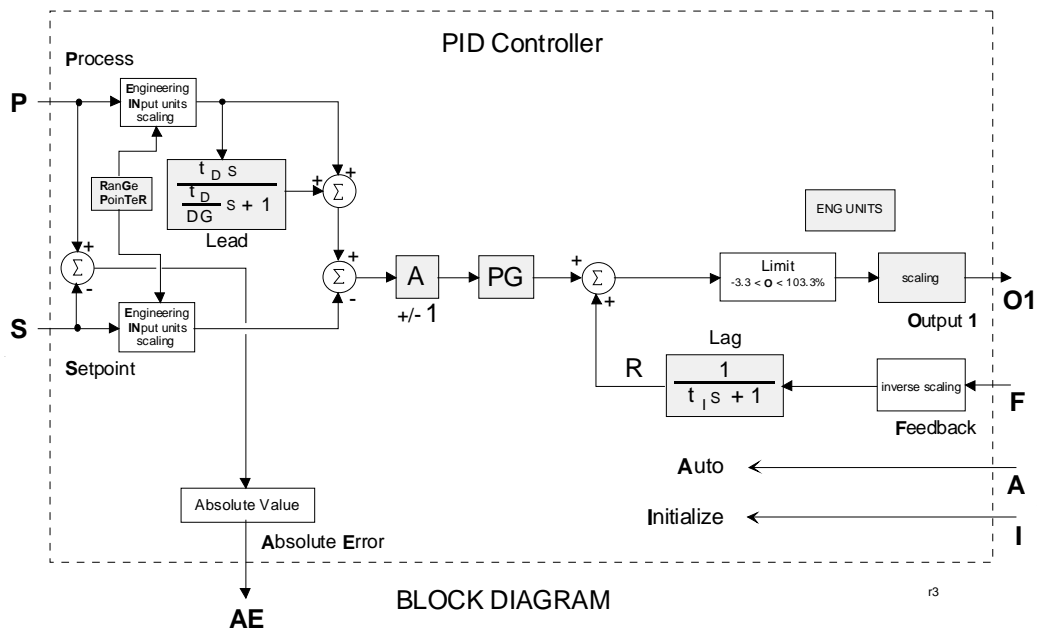 PID Controller
Process
P
Engineering
INput units
scaling
RanGe
PoinTeR
t D S
t D
DG
S + 1
Lead
+
+
Σ
+
-
Σ
+
-
Σ
A
+/- 1
PG
+
+
Σ
ENG UNITS
Limit
-3.3 < O < 103.3%
scaling
O1
Output 1
S
Engineering
INput units
scaling
Setpoint
Lag
R
1
t I S + 1
inverse scaling
F
Feedback
Auto
A
Initialize
I
Absolute Value
Absolute Error
AE
BLOCK DIAGRAM
r3